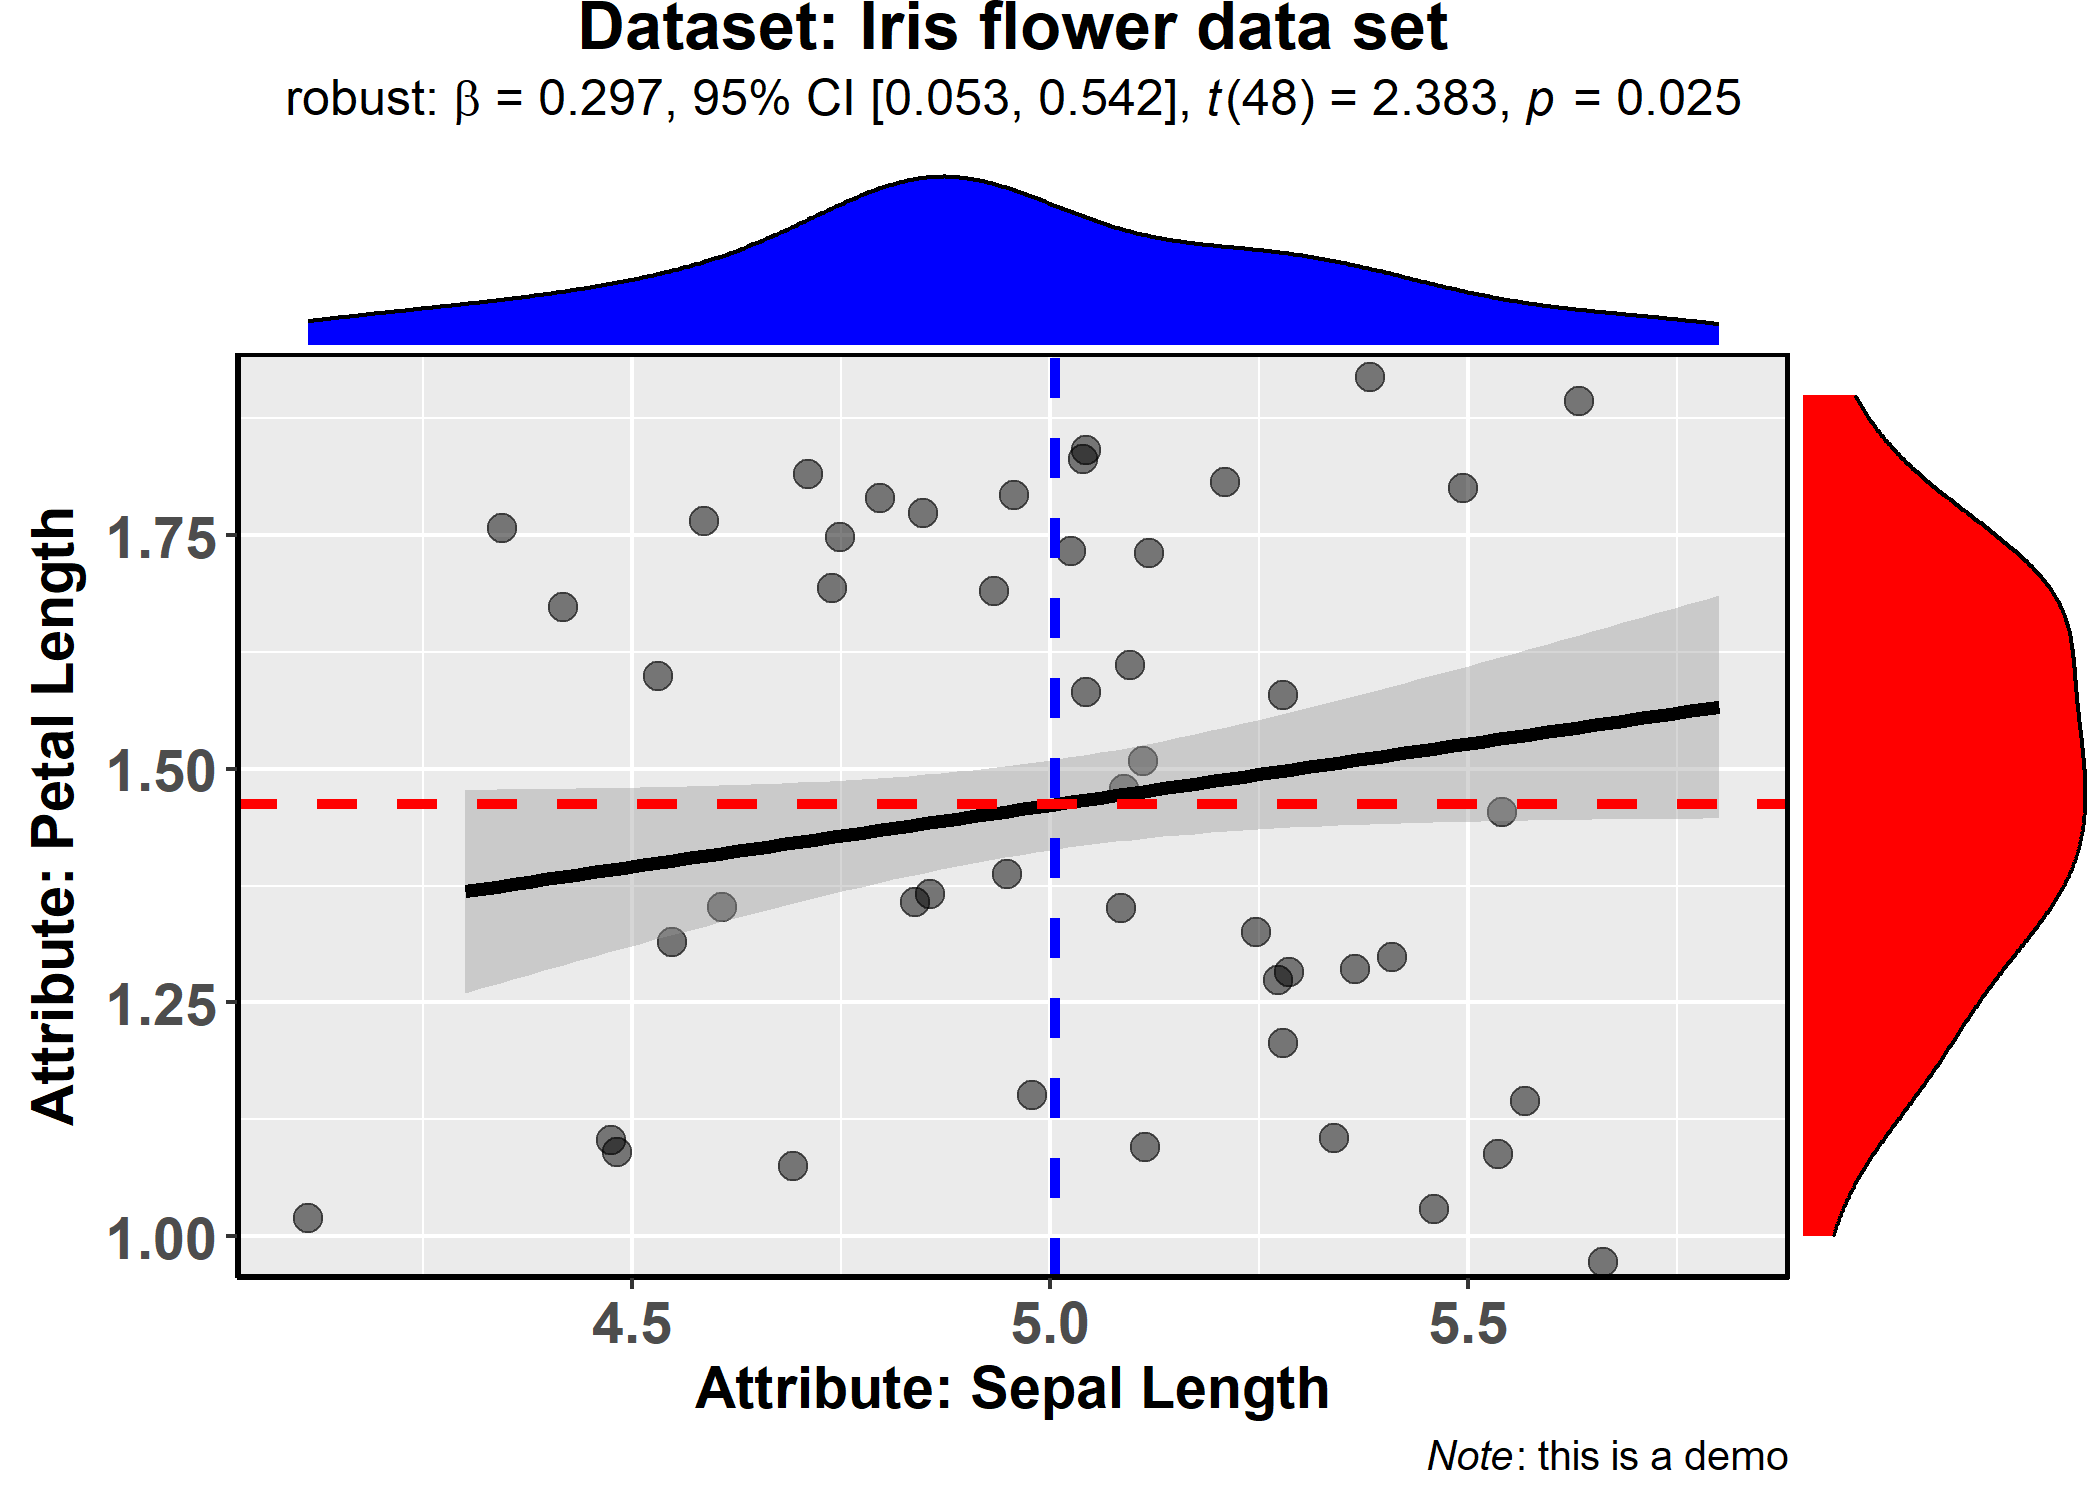 Dataset: Iris flower data set
robust: β = 0.297, 95% CI [0.053, 0.542], t(48) = 2.383, p = 0.025
Attribute: Petal Length
1.75
1.50
1.25
1.00
4.5 5.0 5.5
Attribute: Sepal Length
Note: this is a demo